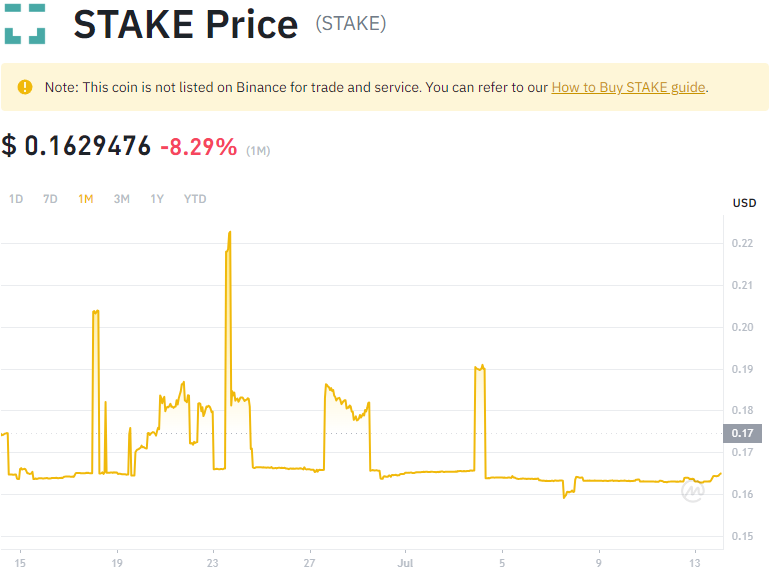 STAKE Price (STAKE)
Note: This coin is not listed on Binance for trade and service. You can refer to our How to Buy STAKE guide.
$ 0.1629476 -8.29% (1M)
1D 7D 1M 3M 1Y YTD
USD
0.22
0.21
0.20
0.19
0.18
0.17
0.17
0.16
0.15
15 19 23 27 Jul 5 9 13